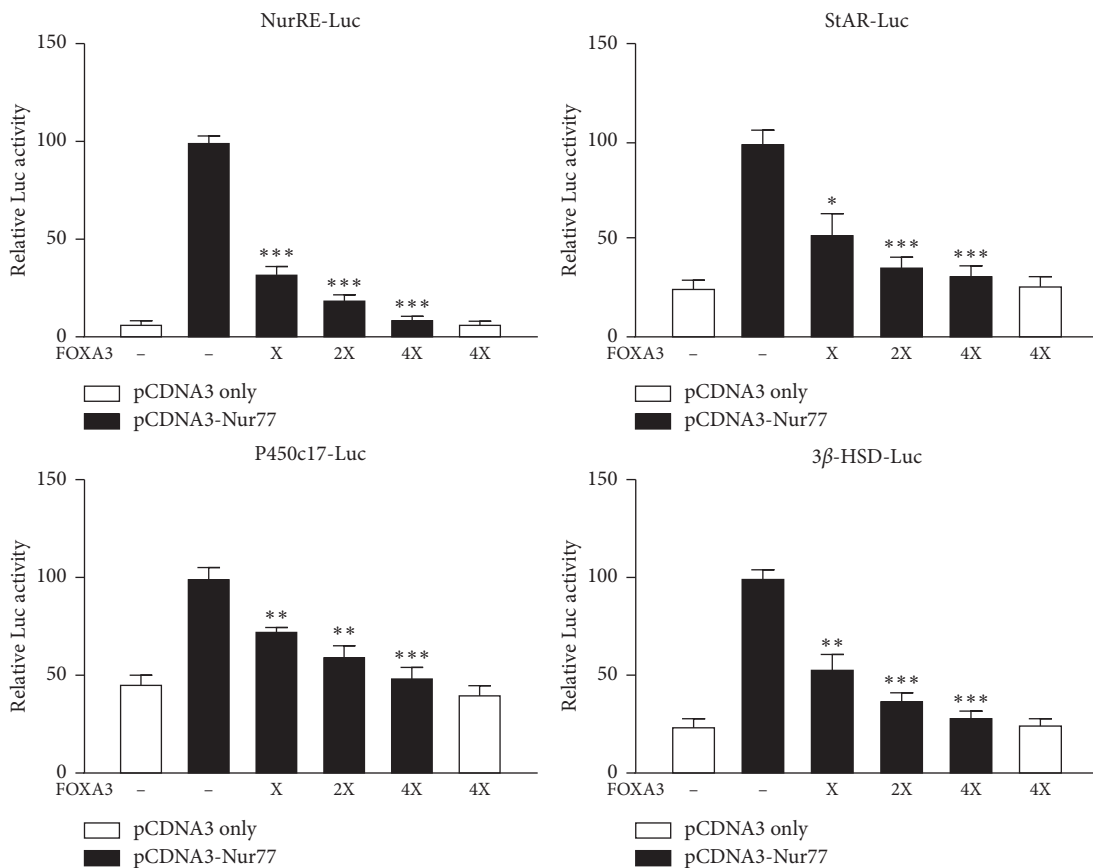 NurRE-Luc
Relative Luc activity
150
100
50
0
***
***
***
FOXA3 – – X 2X 4X 4X
pCDNA3 only
pCDNA3-Nur77
StAR-Luc
Relative Luc activity
150
100
50
0
*
***
***
FOXA3 – – X 2X 4X 4X
pCDNA3 only
pCDNA3-Nur77
P450c17-Luc
Relative Luc activity
150
100
50
0
**
**
***
FOXA3 – – X 2X 4X 4X
pCDNA3 only
pCDNA3-Nur77
3β-HSD-Luc
Relative Luc activity
150
100
50
0
**
***
***
FOXA3 – – X 2X 4X 4X
pCDNA3 only
pCDNA3-Nur77